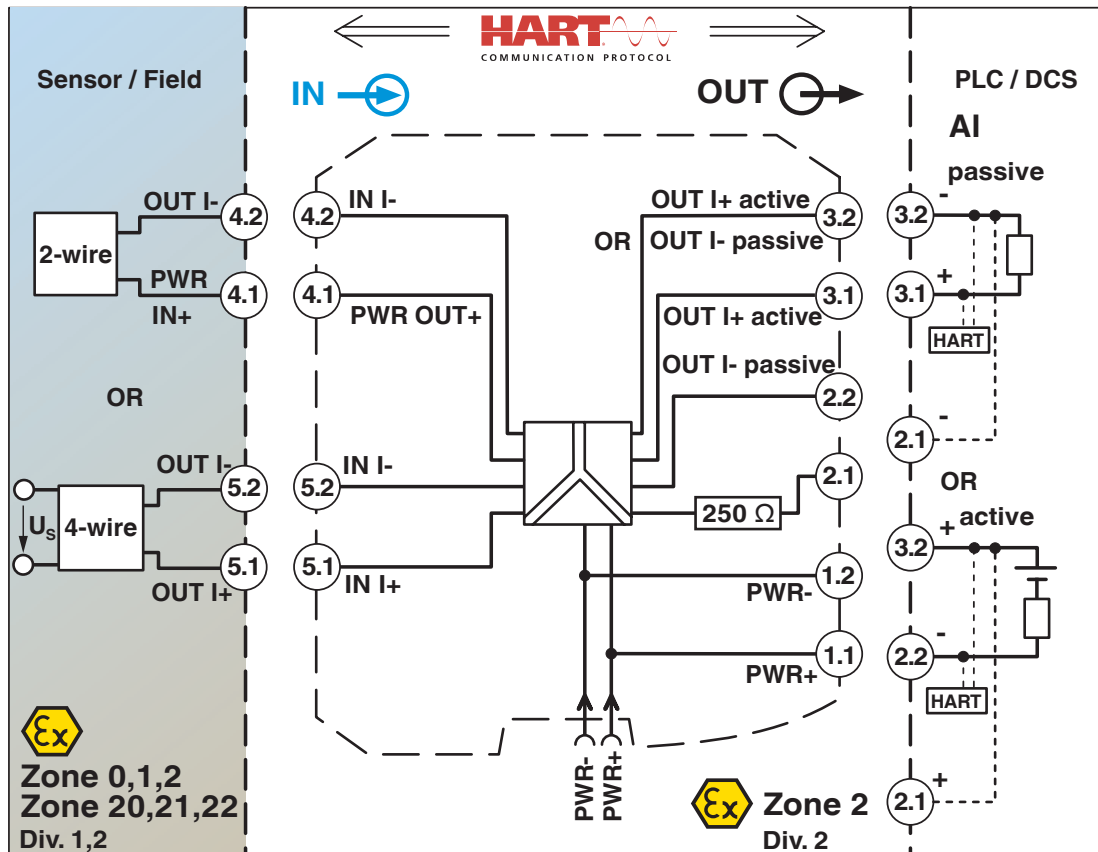 HART
COMMUNICATION PROTOCOL
Sensor / Field
IN
OUT
PLC / DCS
AI
passive
OUT I-
4.2
2-wire
PWR
4.1
IN+
OR
OUT I-
5.2
U_S
4-wire
5.1
OUT I+
4.2
IN I-
4.1
PWR OUT+
5.2
IN I-
5.1
IN I+
OUT I+ active
3.2
OR
OUT I- passive
3.1
OUT I+ active
OUT I- passive
2.2
2.1
250 Ω
1.2
PWR-
1.1
PWR+
PWR-
PWR+
3.2
-
3.1
+
HART
-
2.1
OR
active
3.2
+
2.2
-
HART
2.1
+
Ex
Zone 0,1,2
Zone 20,21,22
Div. 1,2
Ex
Zone 2
Div. 2